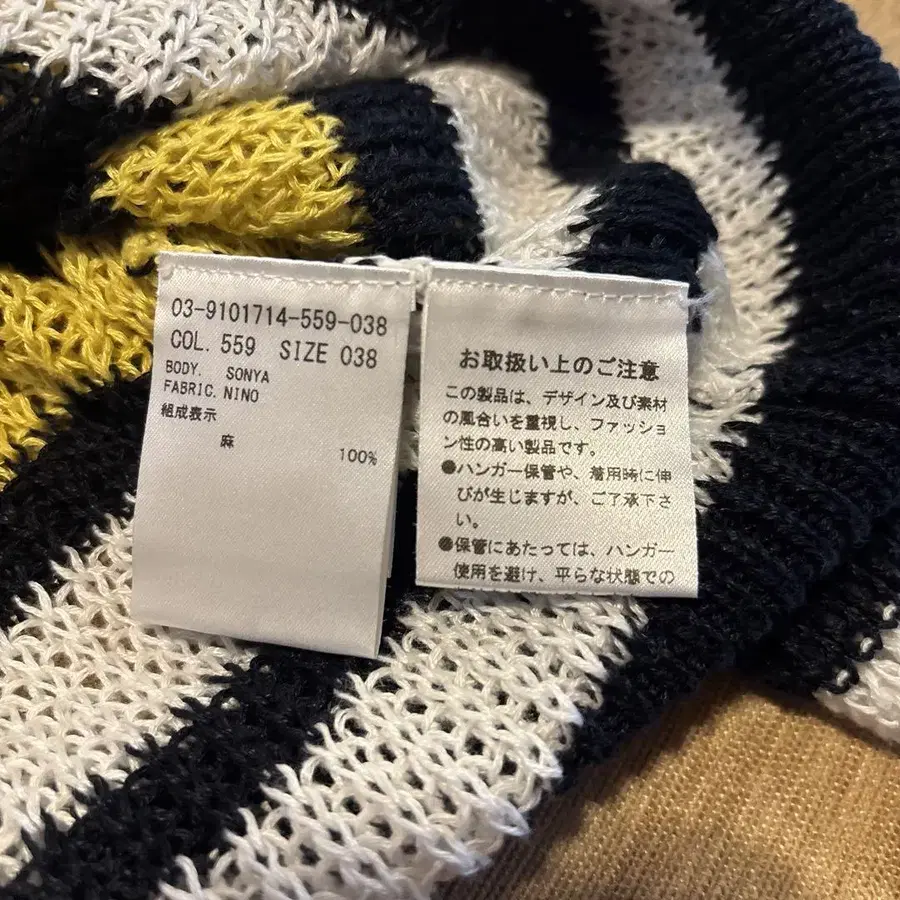 03-9101714-559-038
COL. 559 SIZE 038
BODY. SONYA
FABRIC. NINO
組成表示
麻
100%
お取扱い上のご注意
この製品は、デザイン及び素材
の風合いを重視し、ファッショ
ン性の高い製品です。
●ハンガー保管や、着用時に伸
びが生じますが、ご了承下さ
い。
●保管にあたっては、ハンガー
使用を避け、平らな状態での